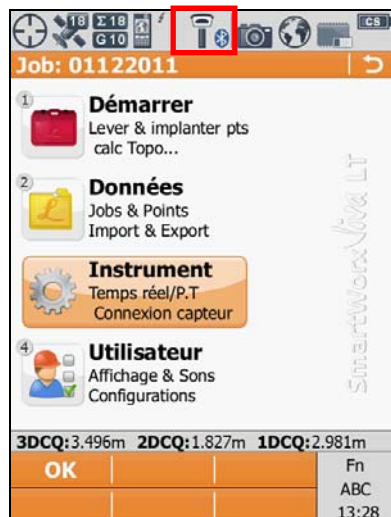 18 Σ18 CS
G10
Job: 01122011
1 Démarrer
Lever & implanter pts
calc Topo...
2 Données
Jobs & Points
Import & Export
Instrument
Temps réel/P.T
Connexion capteur
4 Utilisateur
Affichage & Sons
Configurations
SmartWorx Viva LT
3DCQ:3.496m 2DCQ:1.827m 1DCQ:2.981m
OK Fn
ABC
13:28